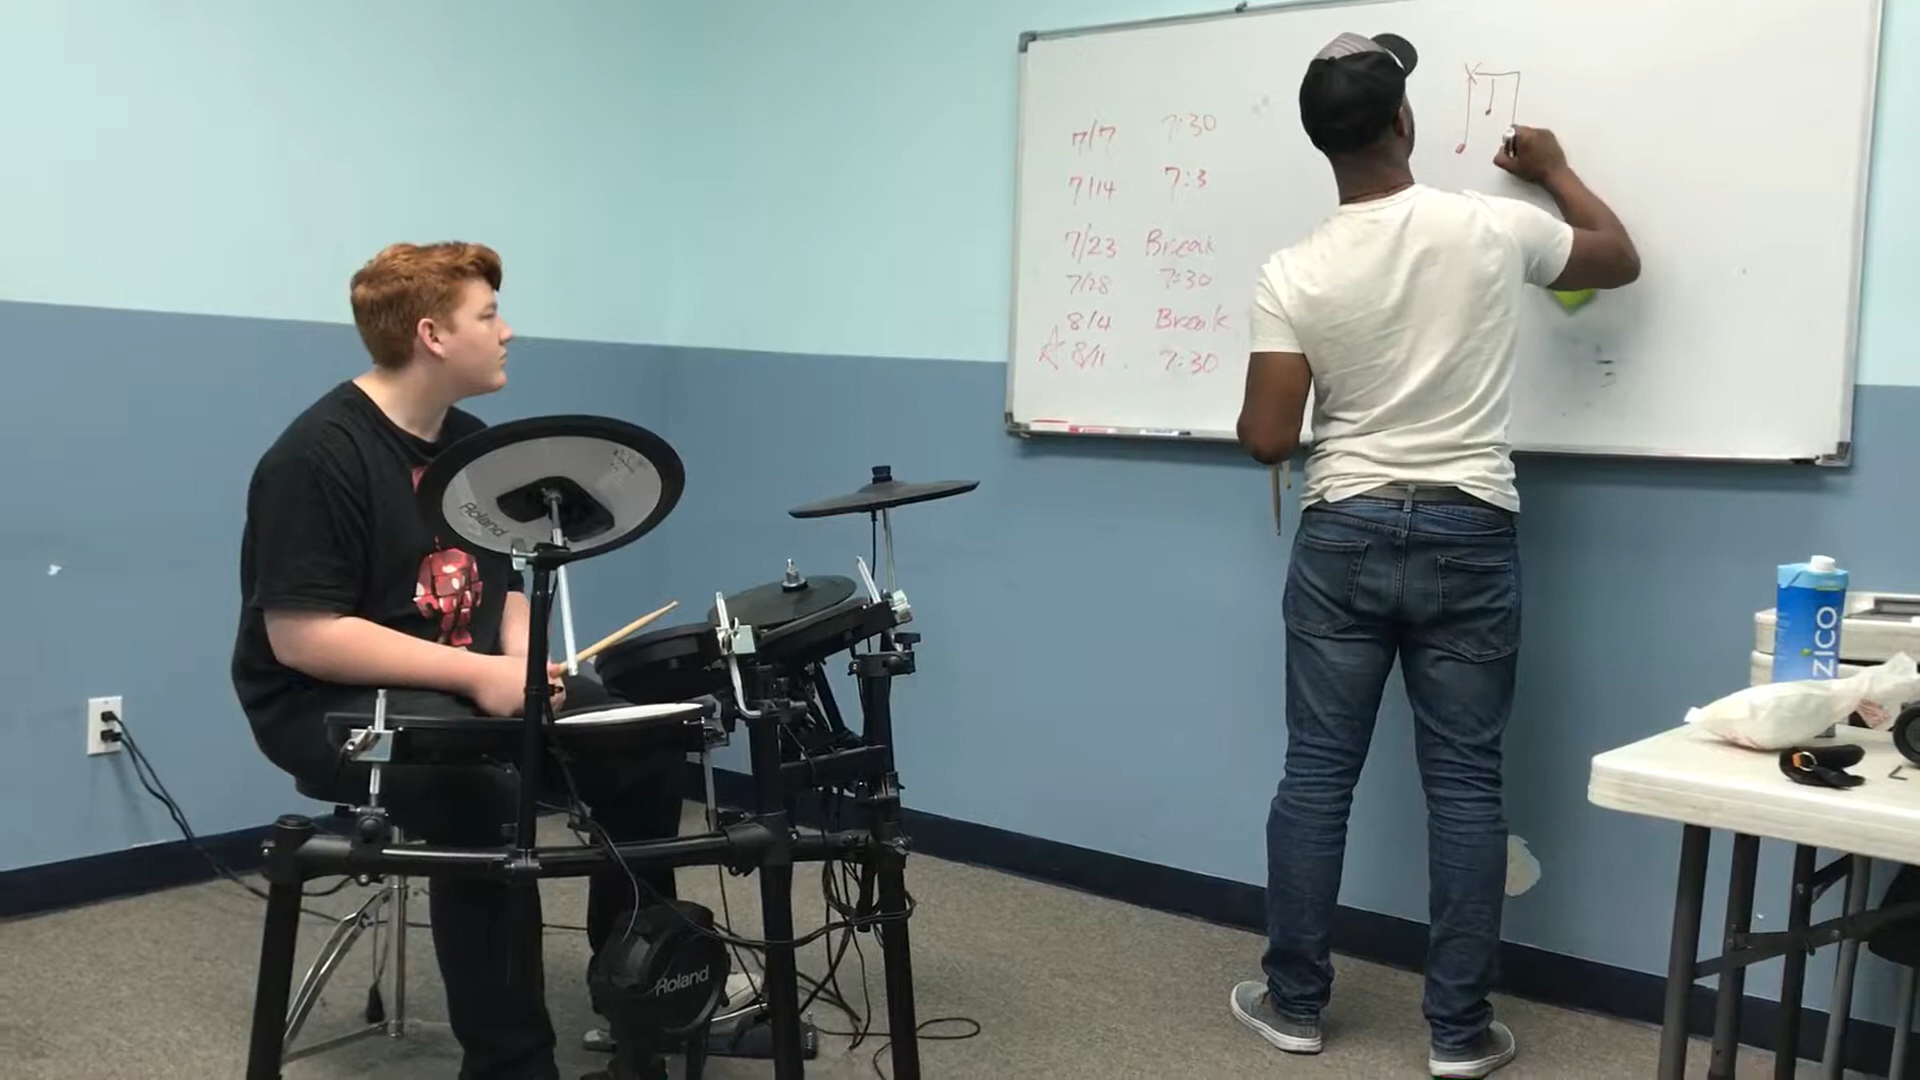 7/7 7:30
7/14 7:3
7/23 Break
7/28 7:30
8/4 Break
8/11 7:30
Roland
Roland
ZICO